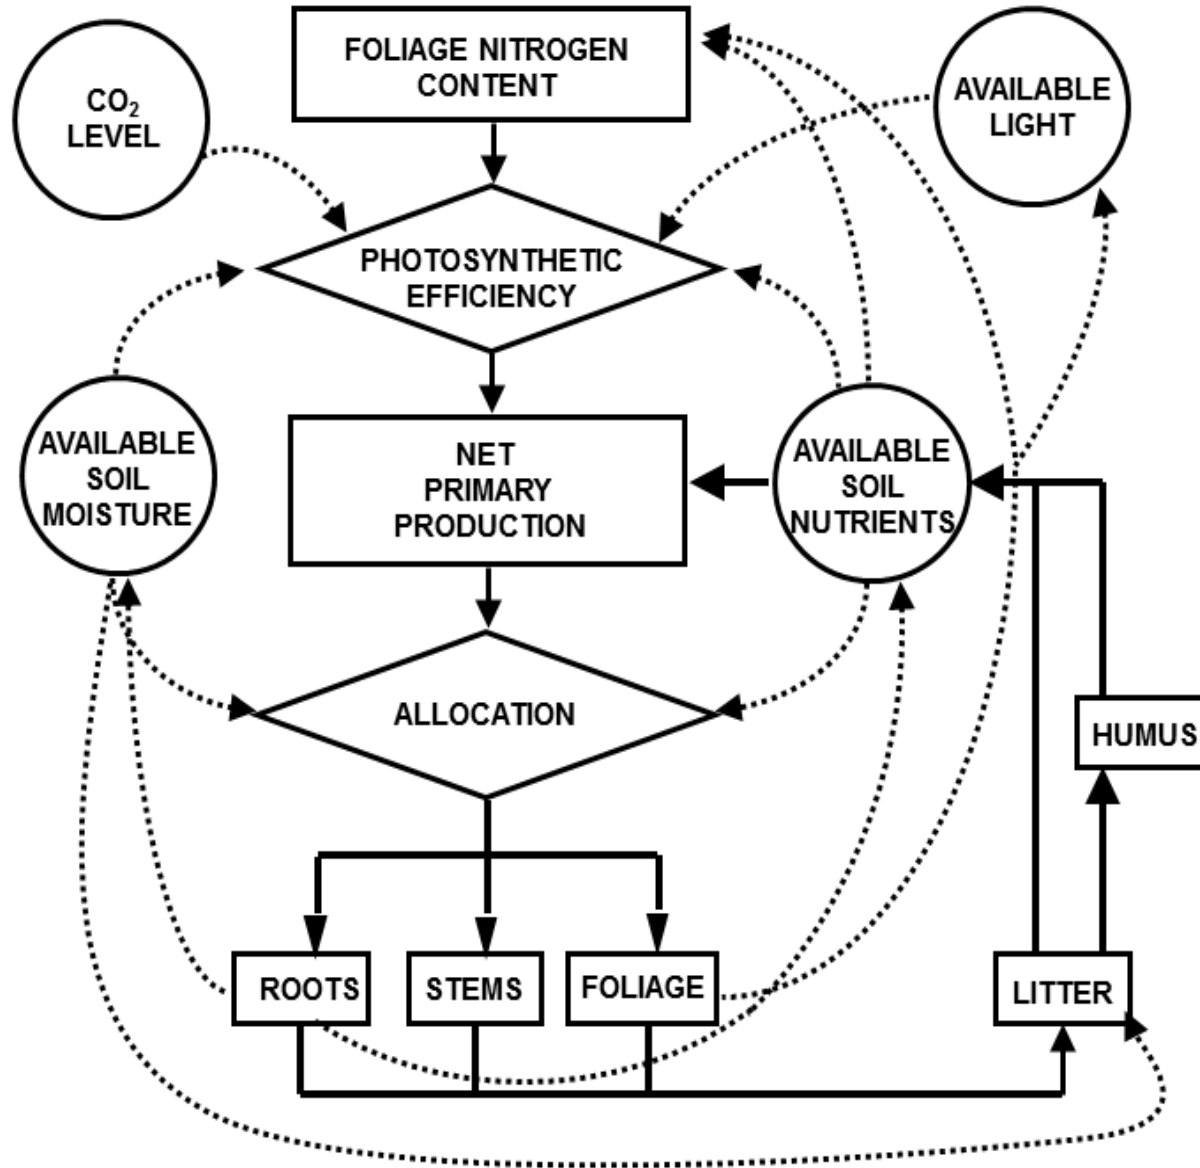 FOLIAGE NITROGEN
CONTENT
CO₂
LEVEL
AVAILABLE
LIGHT
PHOTOSYNTHETIC
EFFICIENCY
AVAILABLE
SOIL
MOISTURE
NET
PRIMARY
PRODUCTION
AVAILABLE
SOIL
NUTRIENTS
ALLOCATION
HUMUS
ROOTS
STEMS
FOLIAGE
LITTER